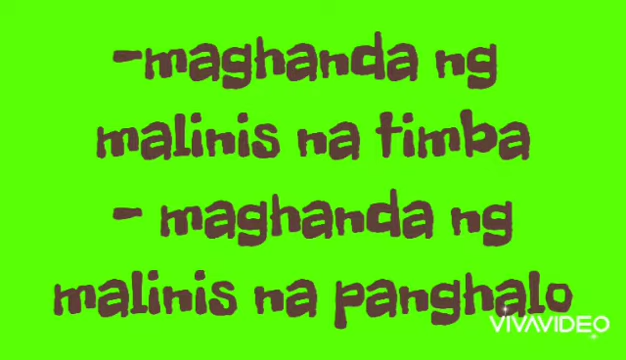 -maghanda ng
malinis na timba
- maghanda ng
malinis na panghalo
VIVAVIDEO